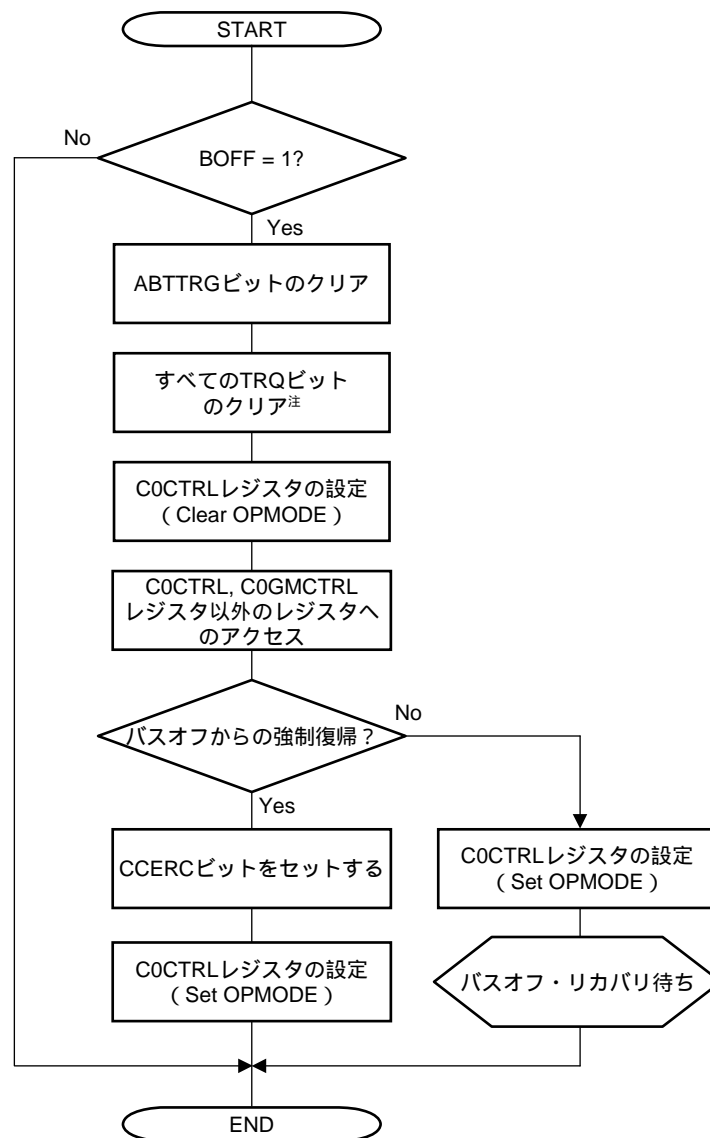 START
No
BOFF = 1?
Yes
ABTTRGビットのクリア
すべてのTRQビット
のクリア注
C0CTRLレジスタの設定
（Clear OPMODE）
C0CTRL, C0GMCTRL
レジスタ以外のレジスタへ
のアクセス
バスオフからの強制復帰？
No
Yes
CCERCビットをセットする
C0CTRLレジスタの設定
（Set OPMODE）
C0CTRLレジスタの設定
（Set OPMODE）
バスオフ・リカバリ待ち
END